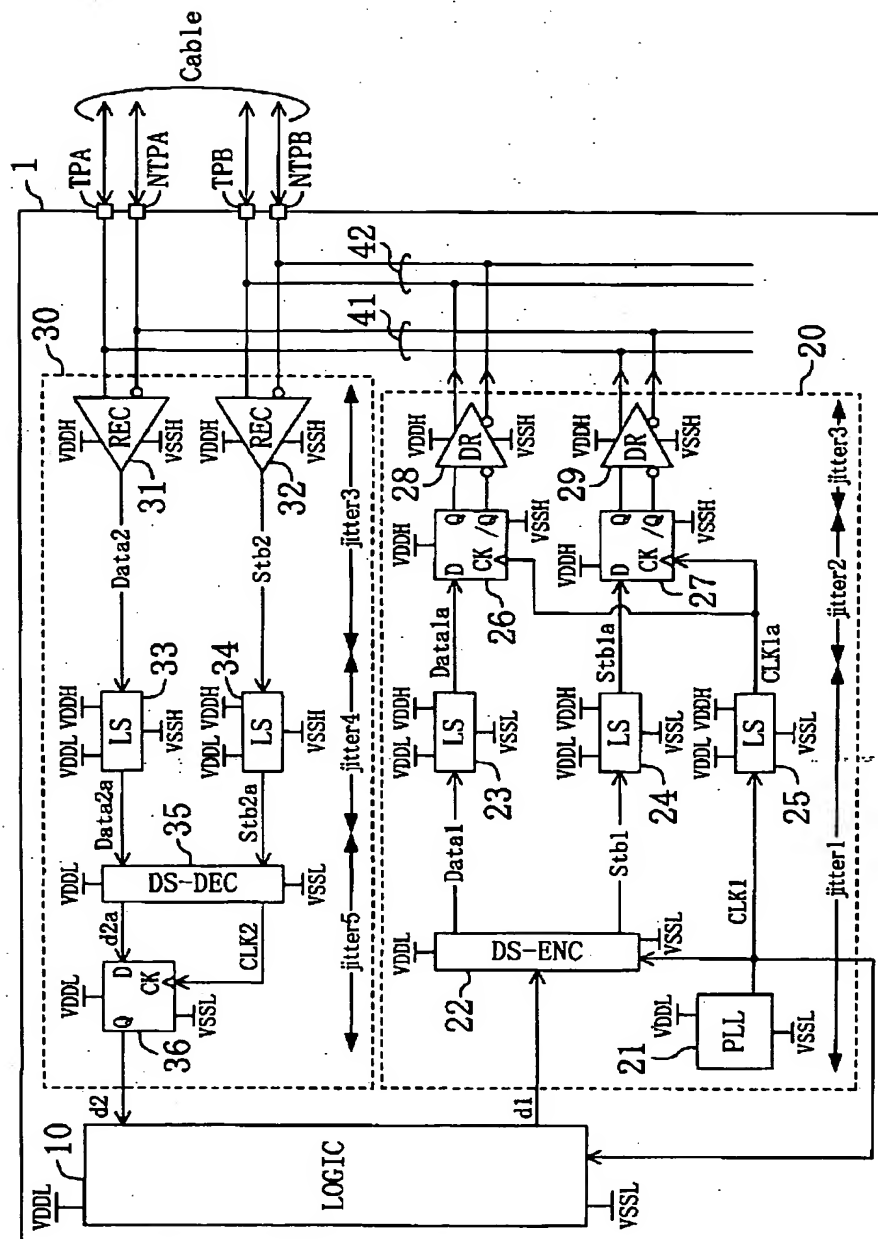 1
Cable
TPA
NTPA
TPB
NTPB
42
41
30
VDDH
REC
VSSH
31
VDDH
REC
VSSH
32
Data2
Stb2
jitter3
VDDL
VDDH
LS
VSSH
33
VDDL
VDDH
LS
VSSH
34
jitter4
Data2a
Stb2a
35
VDDL
DS-DEC
VSSL
d2a
CLK2
jitter5
VDDL
D
CK
Q
VSSL
36
d2
20
VDDH
DR
VSSH
28
VDDH
DR
VSSH
29
jitter3
VDDH
D
Q
CK
/Q
VSSH
26
VDDH
D
Q
CK
/Q
VSSH
27
jitter2
Data1a
Stb1a
CLK1a
VDDL
VDDH
LS
VSSL
23
VDDL
VDDH
LS
VSSL
24
VDDL
VDDH
LS
VSSL
25
Data1
Stb1
CLK1
jitter1
VDDL
DS-ENC
VSSL
22
VDDL
PLL
VSSL
21
d1
10
VDDL
LOGIC
VSSL